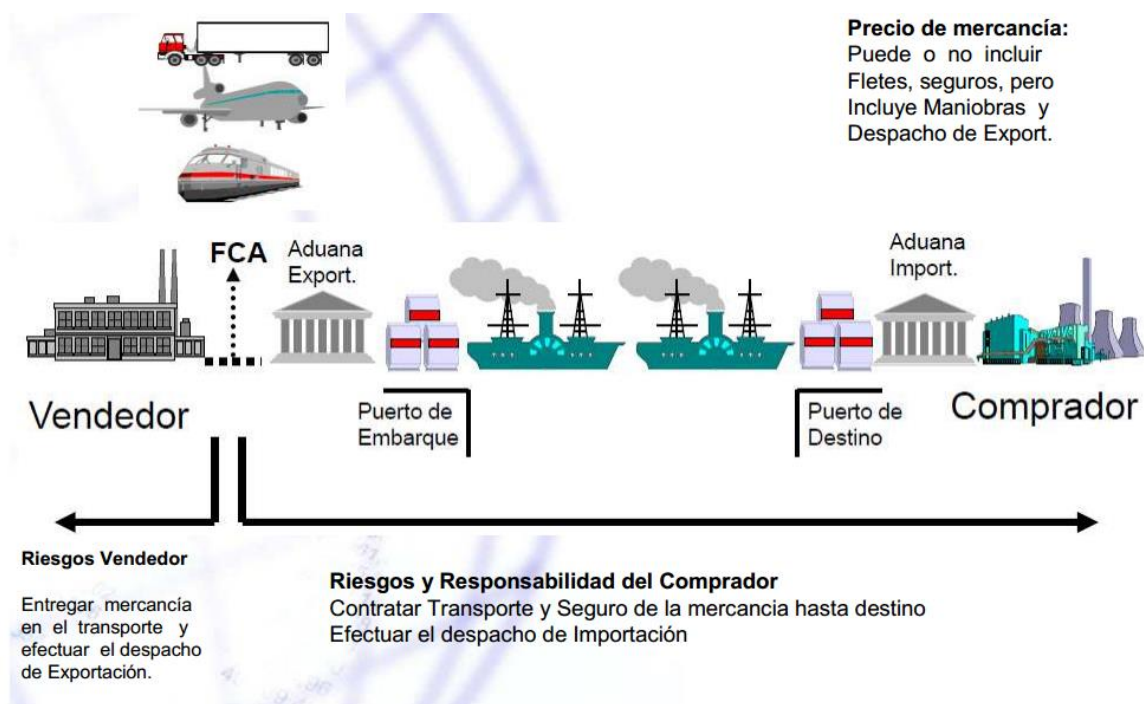 Precio de mercancía:
Puede o no incluir
Fletes, seguros, pero
Incluye Maniobras y
Despacho de Export.
FCA
Aduana
Export.
Aduana
Import.
Vendedor
Puerto de
Embarque
Puerto de
Destino
Comprador
Riesgos Vendedor
Entregar mercancía
en el transporte y
efectuar el despacho
de Exportación.
Riesgos y Responsabilidad del Comprador
Contratar Transporte y Seguro de la mercancia hasta destino
Efectuar el despacho de Importación